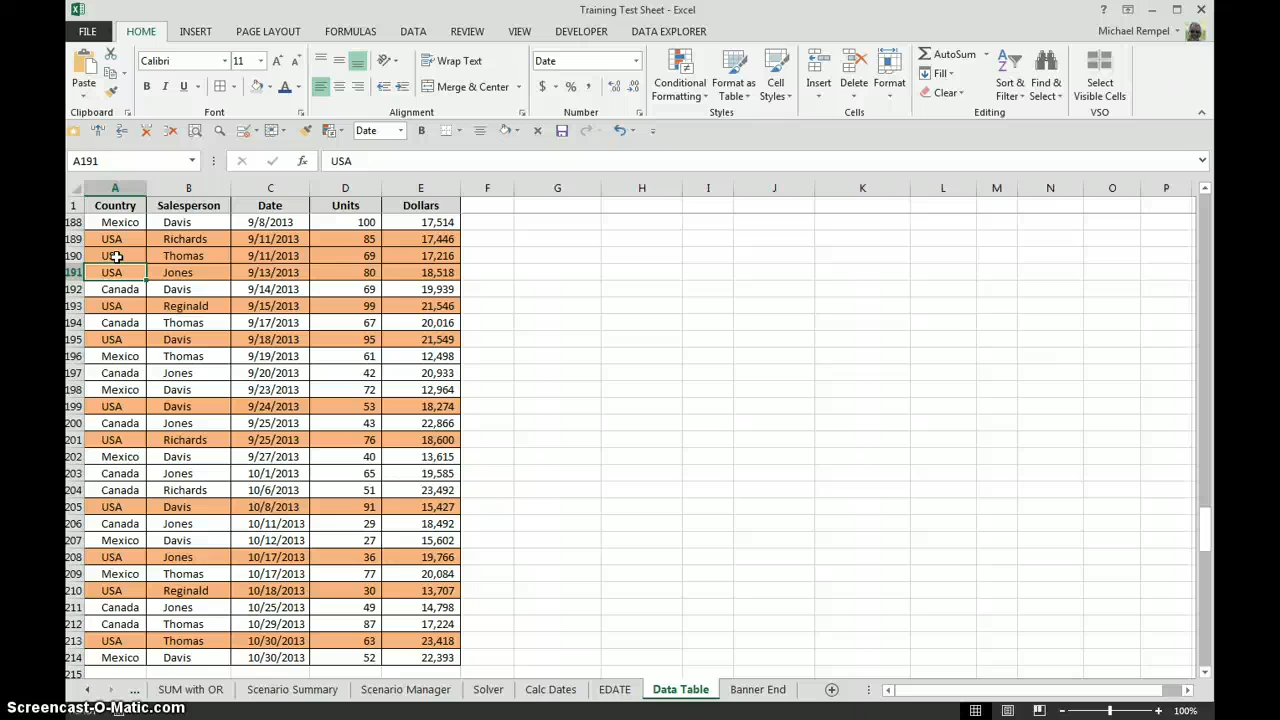 Training Test Sheet - Excel
FILE HOME INSERT PAGE LAYOUT FORMULAS DATA REVIEW VIEW DEVELOPER DATA EXPLORER Michael Rempel
Calibri 11 Wrap Text Date AutoSum
Paste Merge & Center $ % , Conditional Formatting Format as Table Cell Styles Insert Delete Format Fill Clear Sort & Filter Find & Select Select Visible Cells
B I U A
Clipboard Font Alignment Number Styles Cells Editing VSO
Date B
A191 fx USA
A B C D E F G H I J K L M N O P
1 Country Salesperson Date Units Dollars
188 Mexico Davis 9/8/2013 100 17,514
189 USA Richards 9/11/2013 85 17,446
190 USA Thomas 9/11/2013 69 17,216
191 USA Jones 9/13/2013 80 18,518
192 Canada Davis 9/14/2013 69 19,939
193 USA Reginald 9/15/2013 99 21,546
194 Canada Thomas 9/17/2013 67 20,016
195 USA Davis 9/18/2013 95 21,549
196 Mexico Thomas 9/19/2013 61 12,498
197 Canada Jones 9/20/2013 42 20,933
198 Mexico Davis 9/23/2013 72 12,964
199 USA Davis 9/24/2013 53 18,274
200 Canada Jones 9/25/2013 43 22,866
201 USA Richards 9/25/2013 76 18,600
202 Mexico Davis 9/27/2013 40 13,615
203 Canada Jones 10/1/2013 65 19,585
204 Canada Richards 10/6/2013 51 23,492
205 USA Davis 10/8/2013 91 15,427
206 Canada Jones 10/11/2013 29 18,492
207 Mexico Davis 10/12/2013 27 15,602
208 USA Jones 10/17/2013 36 19,766
209 Mexico Thomas 10/17/2013 77 20,084
210 USA Reginald 10/18/2013 30 13,707
211 Canada Jones 10/25/2013 49 14,798
212 Canada Thomas 10/29/2013 87 17,224
213 USA Thomas 10/30/2013 63 23,418
214 Mexico Davis 10/30/2013 52 22,393
215
... SUM with OR Scenario Summary Scenario Manager Solver Calc Dates EDATE Data Table Banner End
Screencast-O-Matic.com 100%